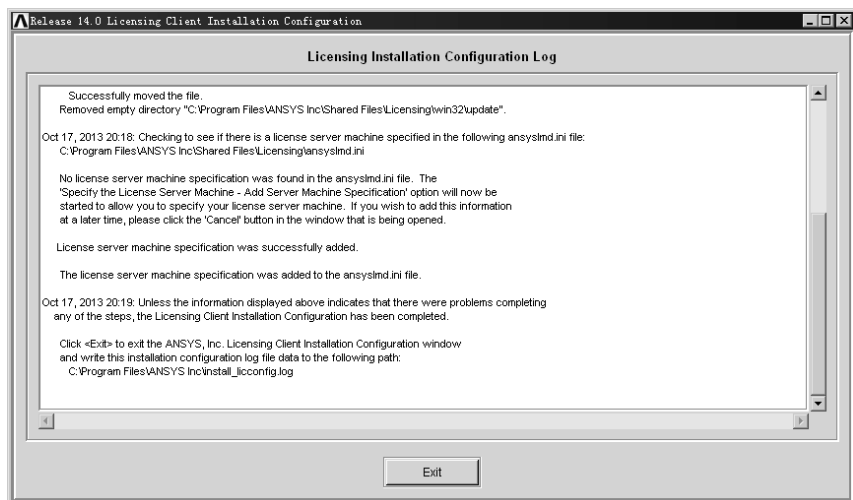 Release 14.0 Licensing Client Installation Configuration
Licensing Installation Configuration Log
Successfully moved the file.
Removed empty directory "C:\Program Files\ANSYS Inc\Shared Files\Licensing\win32\update".
Oct 17, 2013 20:18: Checking to see if there is a license server machine specified in the following ansyslmd.ini file:
C:\Program Files\ANSYS Inc\Shared Files\Licensing\ansyslmd.ini
No license server machine specification was found in the ansyslmd.ini file. The
'Specify the License Server Machine - Add Server Machine Specification' option will now be
started to allow you to specify your license server machine. If you wish to add this information
at a later time, please click the 'Cancel' button in the window that is being opened.
License server machine specification was successfully added.
The license server machine specification was added to the ansyslmd.ini file.
Oct 17, 2013 20:19: Unless the information displayed above indicates that there were problems completing
any of the steps, the Licensing Client Installation Configuration has been completed.
Click <Exit> to exit the ANSYS, Inc. Licensing Client Installation Configuration window
and write this installation configuration log file data to the following path:
C:\Program Files\ANSYS Inc\install_licconfig.log
Exit